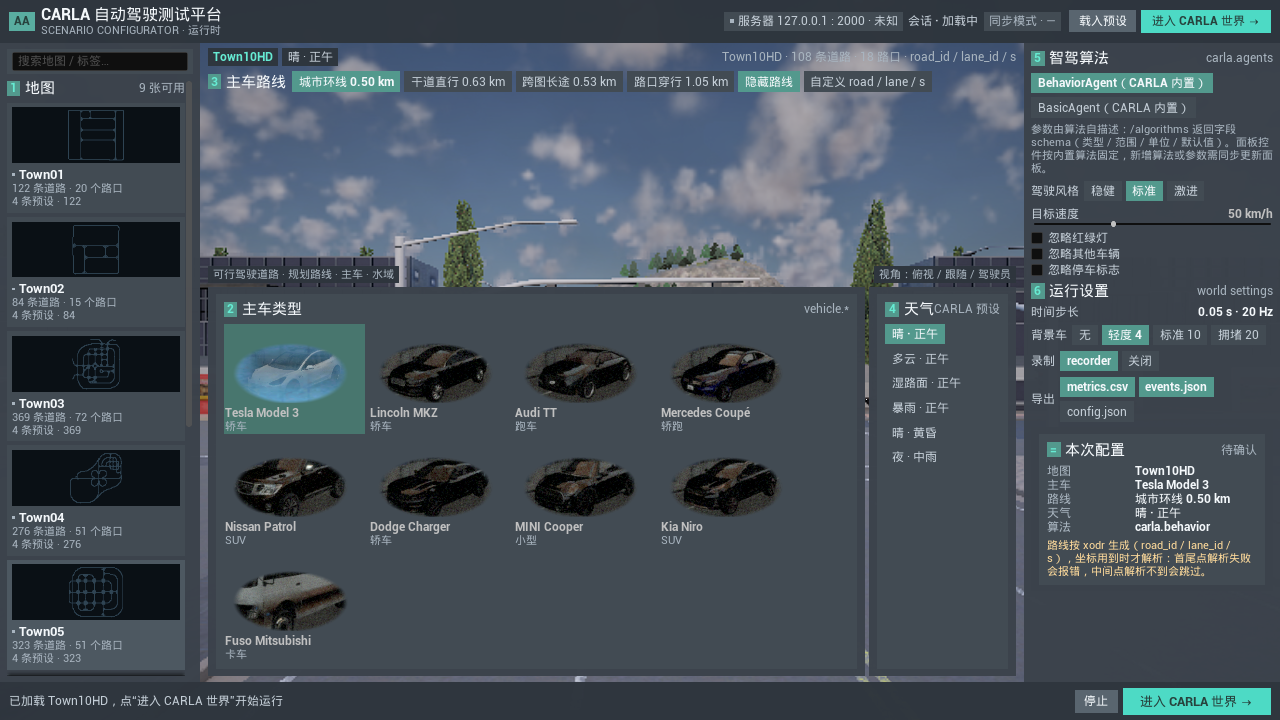 AA
CARLA 自动驾驶测试平台
SCENARIO CONFIGURATOR · 运行时
服务器 127.0.0.1 : 2000 · 未知
会话 · 加载中
同步模式 · —
载入预设
进入 CARLA 世界 →
搜索地图 / 标签…
1 地图 9 张可用
Town01
122 条道路 · 20 个路口
4 条预设 · 122
Town02
84 条道路 · 15 个路口
4 条预设 · 84
Town03
369 条道路 · 72 个路口
4 条预设 · 369
Town04
276 条道路 · 51 个路口
4 条预设 · 276
Town05
323 条道路 · 51 个路口
4 条预设 · 323
Town10HD 晴 · 正午
Town10HD · 108 条道路 · 18 路口 · road_id / lane_id / s
3 主车路线 城市环线 0.50 km 干道直行 0.63 km 跨图长途 0.53 km 路口穿行 1.05 km 隐藏路线 自定义 road / lane / s
可行驾驶道路 · 规划路线 · 主车 · 水域
视角：俯视 / 跟随 / 驾驶员
2 主车类型 vehicle.*
Tesla Model 3
轿车
Lincoln MKZ
轿车
Audi TT
跑车
Mercedes Coupé
轿跑
Nissan Patrol
SUV
Dodge Charger
轿车
MINI Cooper
小型
Kia Niro
SUV
Fuso Mitsubishi
卡车
4 天气 CARLA 预设
晴 · 正午
多云 · 正午
湿路面 · 正午
暴雨 · 正午
晴 · 黄昏
夜 · 中雨
5 智驾算法 carla.agents
BehaviorAgent（CARLA 内置）
BasicAgent（CARLA 内置）
参数由算法自描述：/algorithms 返回字段
schema（类型 / 范围 / 单位 / 默认值）。面板控
件按内置算法固定，新增算法或参数需同步更新面
板。
驾驶风格 稳健 标准 激进
目标速度 50 km/h
忽略红绿灯
忽略其他车辆
忽略停车标志
6 运行设置 world settings
时间步长 0.05 s · 20 Hz
背景车 无 轻度 4 标准 10 拥堵 20
录制 recorder 关闭
导出 metrics.csv events.json
config.json
= 本次配置 待确认
地图 Town10HD
主车 Tesla Model 3
路线 城市环线 0.50 km
天气 晴 · 正午
算法 carla.behavior
路线按 xodr 生成（road_id / lane_id /
s），坐标用到时才解析：首尾点解析失败
会报错，中间点解析不到会跳过。
已加载 Town10HD，点“进入 CARLA 世界”开始运行
停止
进入 CARLA 世界 →